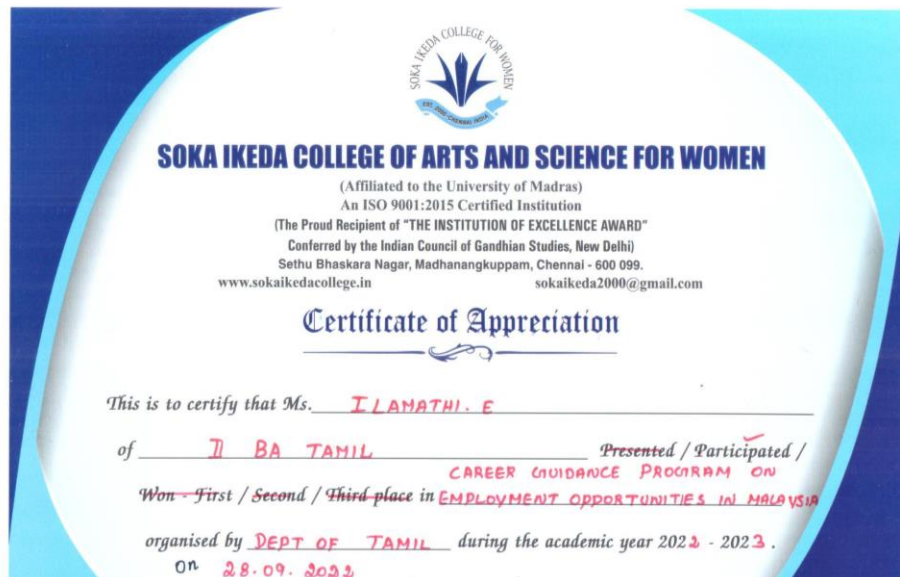 SOKA IKEDA COLLEGE FOR WOMEN
EST. 2000-CHENNAI INDIA
SOKA IKEDA COLLEGE OF ARTS AND SCIENCE FOR WOMEN
(Affiliated to the University of Madras)
An ISO 9001:2015 Certified Institution
(The Proud Recipient of "THE INSTITUTION OF EXCELLENCE AWARD"
Conferred by the Indian Council of Gandhian Studies, New Delhi)
Sethu Bhaskara Nagar, Madhanangkuppam, Chennai - 600 099.
www.sokaikedacollege.in sokaikeda2000@gmail.com
Certificate of Appreciation
This is to certify that Ms. ILAMATHI. E
of II BA TAMIL Presented / Participated /
CAREER GUIDANCE PROGRAM ON
Won - First / Second / Third place in EMPLOYMENT OPPORTUNITIES IN MALAYSIA
organised by DEPT OF TAMIL during the academic year 2022 - 2023.
on 28.09.2022